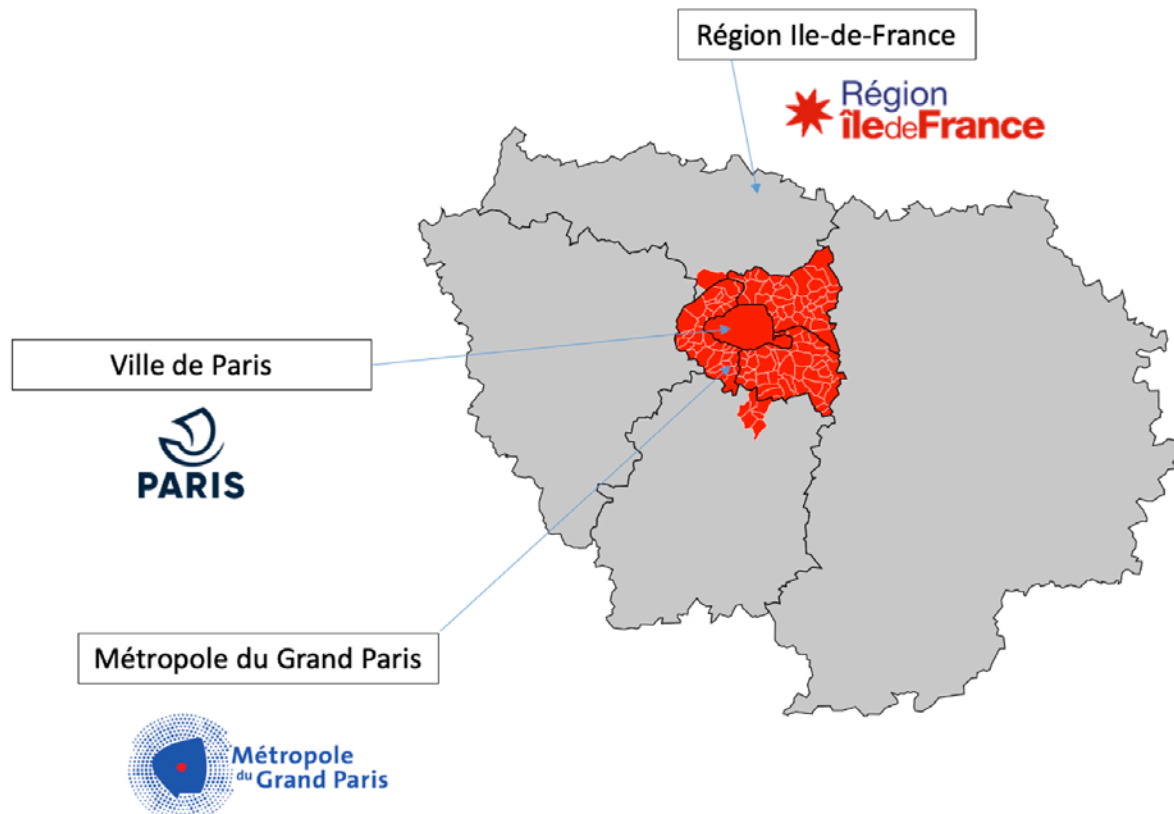 Région Ile-de-France
Région
îledeFrance
Ville de Paris
PARIS
Métropole du Grand Paris
Métropole
du Grand Paris